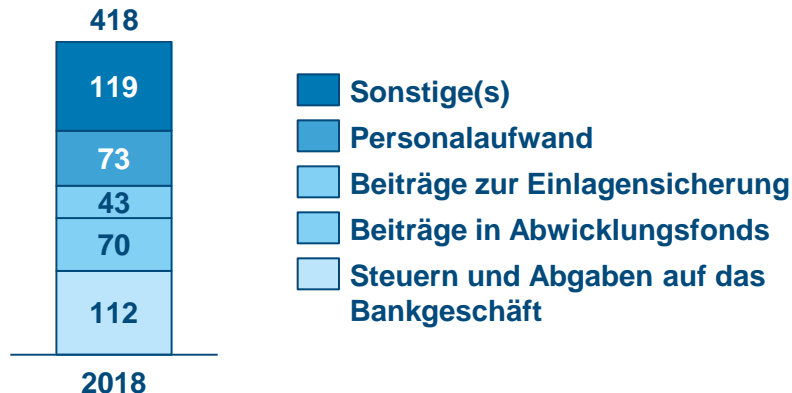 418
119
73
43
70
112
2018
Sonstige(s)
Personalaufwand
Beiträge zur Einlagensicherung
Beiträge in Abwicklungsfonds
Steuern und Abgaben auf das
Bankgeschäft